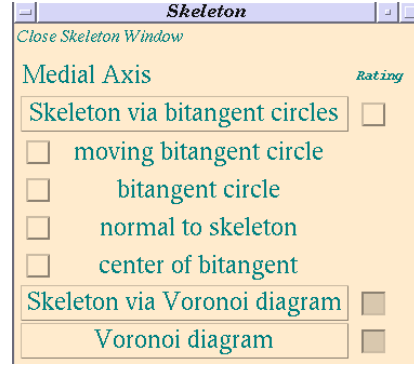 Skeleton
Close Skeleton Window
Medial Axis Rating
Skeleton via bitangent circles
moving bitangent circle
bitangent circle
normal to skeleton
center of bitangent
Skeleton via Voronoi diagram
Voronoi diagram